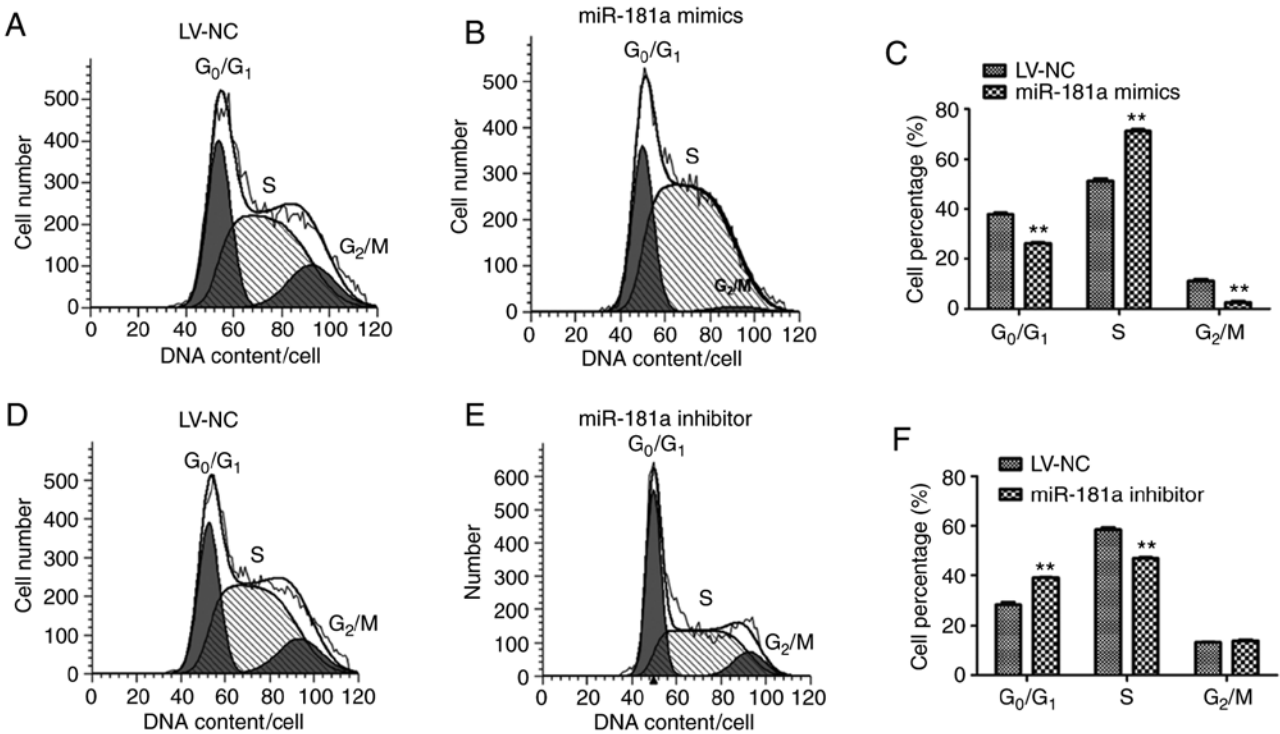 A
LV-NC
G₀/G₁
S
G₂/M
Cell number
500
400
300
200
100
0
0 20 40 60 80 100 120
DNA content/cell
B
miR-181a mimics
G₀/G₁
S
G₂/M
Cell number
500
400
300
200
100
0
0 20 40 60 80 100 120
DNA content/cell
C
LV-NC
miR-181a mimics
Cell percentage (%)
80
60
40
20
0
**
**
**
G₀/G₁ S G₂/M
D
LV-NC
G₀/G₁
S
G₂/M
Cell number
500
400
300
200
100
0
0 20 40 60 80 100 120
DNA content/cell
E
miR-181a inhibitor
G₀/G₁
S
G₂/M
Number
600
500
400
300
200
100
0
0 20 40 60 80 100 120
DNA content/cell
F
LV-NC
miR-181a inhibitor
Cell percentage (%)
80
60
40
20
0
**
**
G₀/G₁ S G₂/M